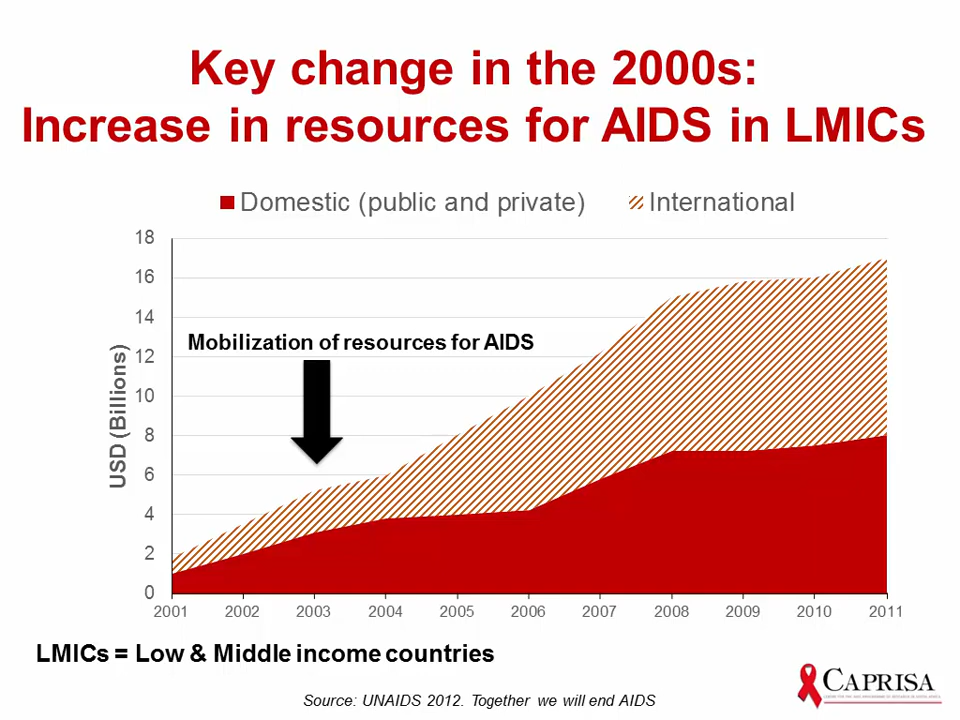 Key change in the 2000s:
Increase in resources for AIDS in LMICs
Domestic (public and private)
International
18
16
14
12
10
8
6
4
2
0
USD (Billions)
Mobilization of resources for AIDS
2001 2002 2003 2004 2005 2006 2007 2008 2009 2010 2011
LMICs = Low & Middle income countries
CAPRISA
Source: UNAIDS 2012. Together we will end AIDS